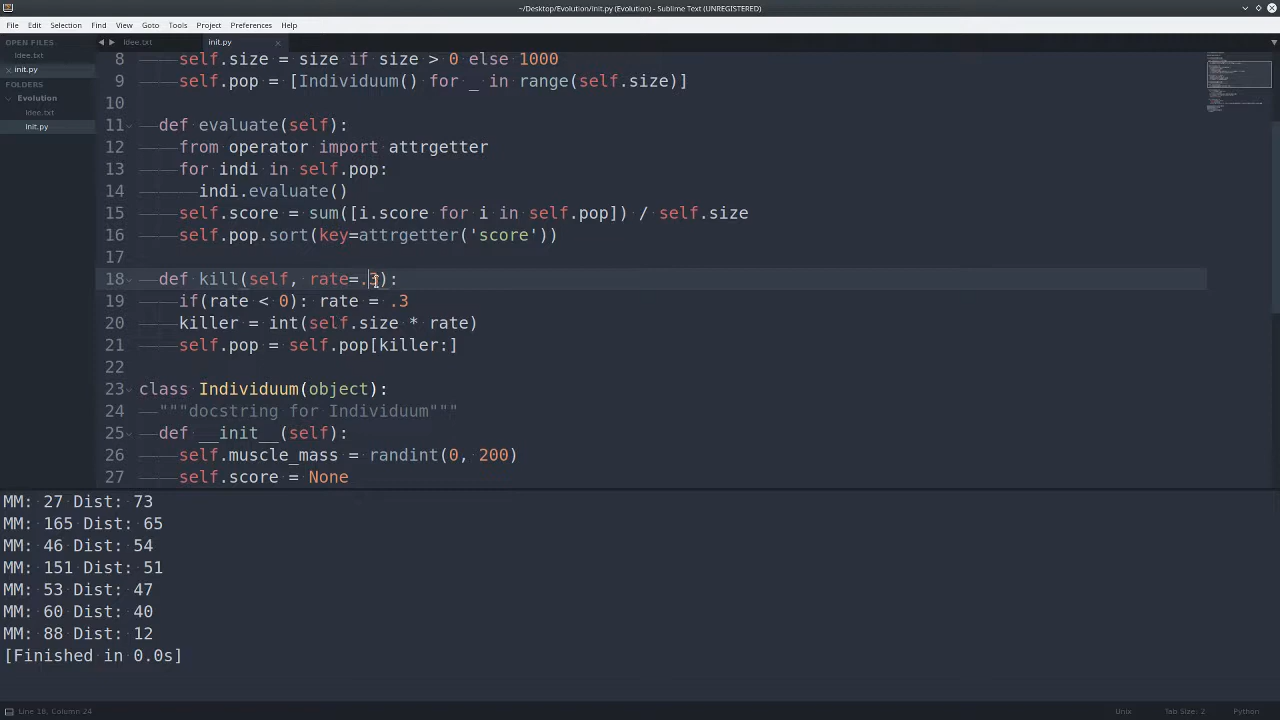 ~/Desktop/Evolution/init.py (Evolution) - Sublime Text (UNREGISTERED)
File Edit Selection Find View Goto Tools Project Preferences Help
OPEN FILES
Idee.txt
init.py
FOLDERS
Evolution
Idee.txt
init.py
Idee.txt
init.py
8 self.size = size if size > 0 else 1000
9 self.pop = [Individuum() for _ in range(self.size)]
10
11 def evaluate(self):
12 from operator import attrgetter
13 for indi in self.pop:
14 indi.evaluate()
15 self.score = sum([i.score for i in self.pop]) / self.size
16 self.pop.sort(key=attrgetter('score'))
17
18 def kill(self, rate=.3):
19 if(rate < 0): rate = .3
20 killer = int(self.size * rate)
21 self.pop = self.pop[killer:]
22
23 class Individuum(object):
24 """docstring for Individuum"""
25 def __init__(self):
26 self.muscle_mass = randint(0, 200)
27 self.score = None
MM: 27 Dist: 73
MM: 165 Dist: 65
MM: 46 Dist: 54
MM: 151 Dist: 51
MM: 53 Dist: 47
MM: 60 Dist: 40
MM: 88 Dist: 12
[Finished in 0.0s]
Line 18, Column 24
Unix
Tab Size: 2
Python